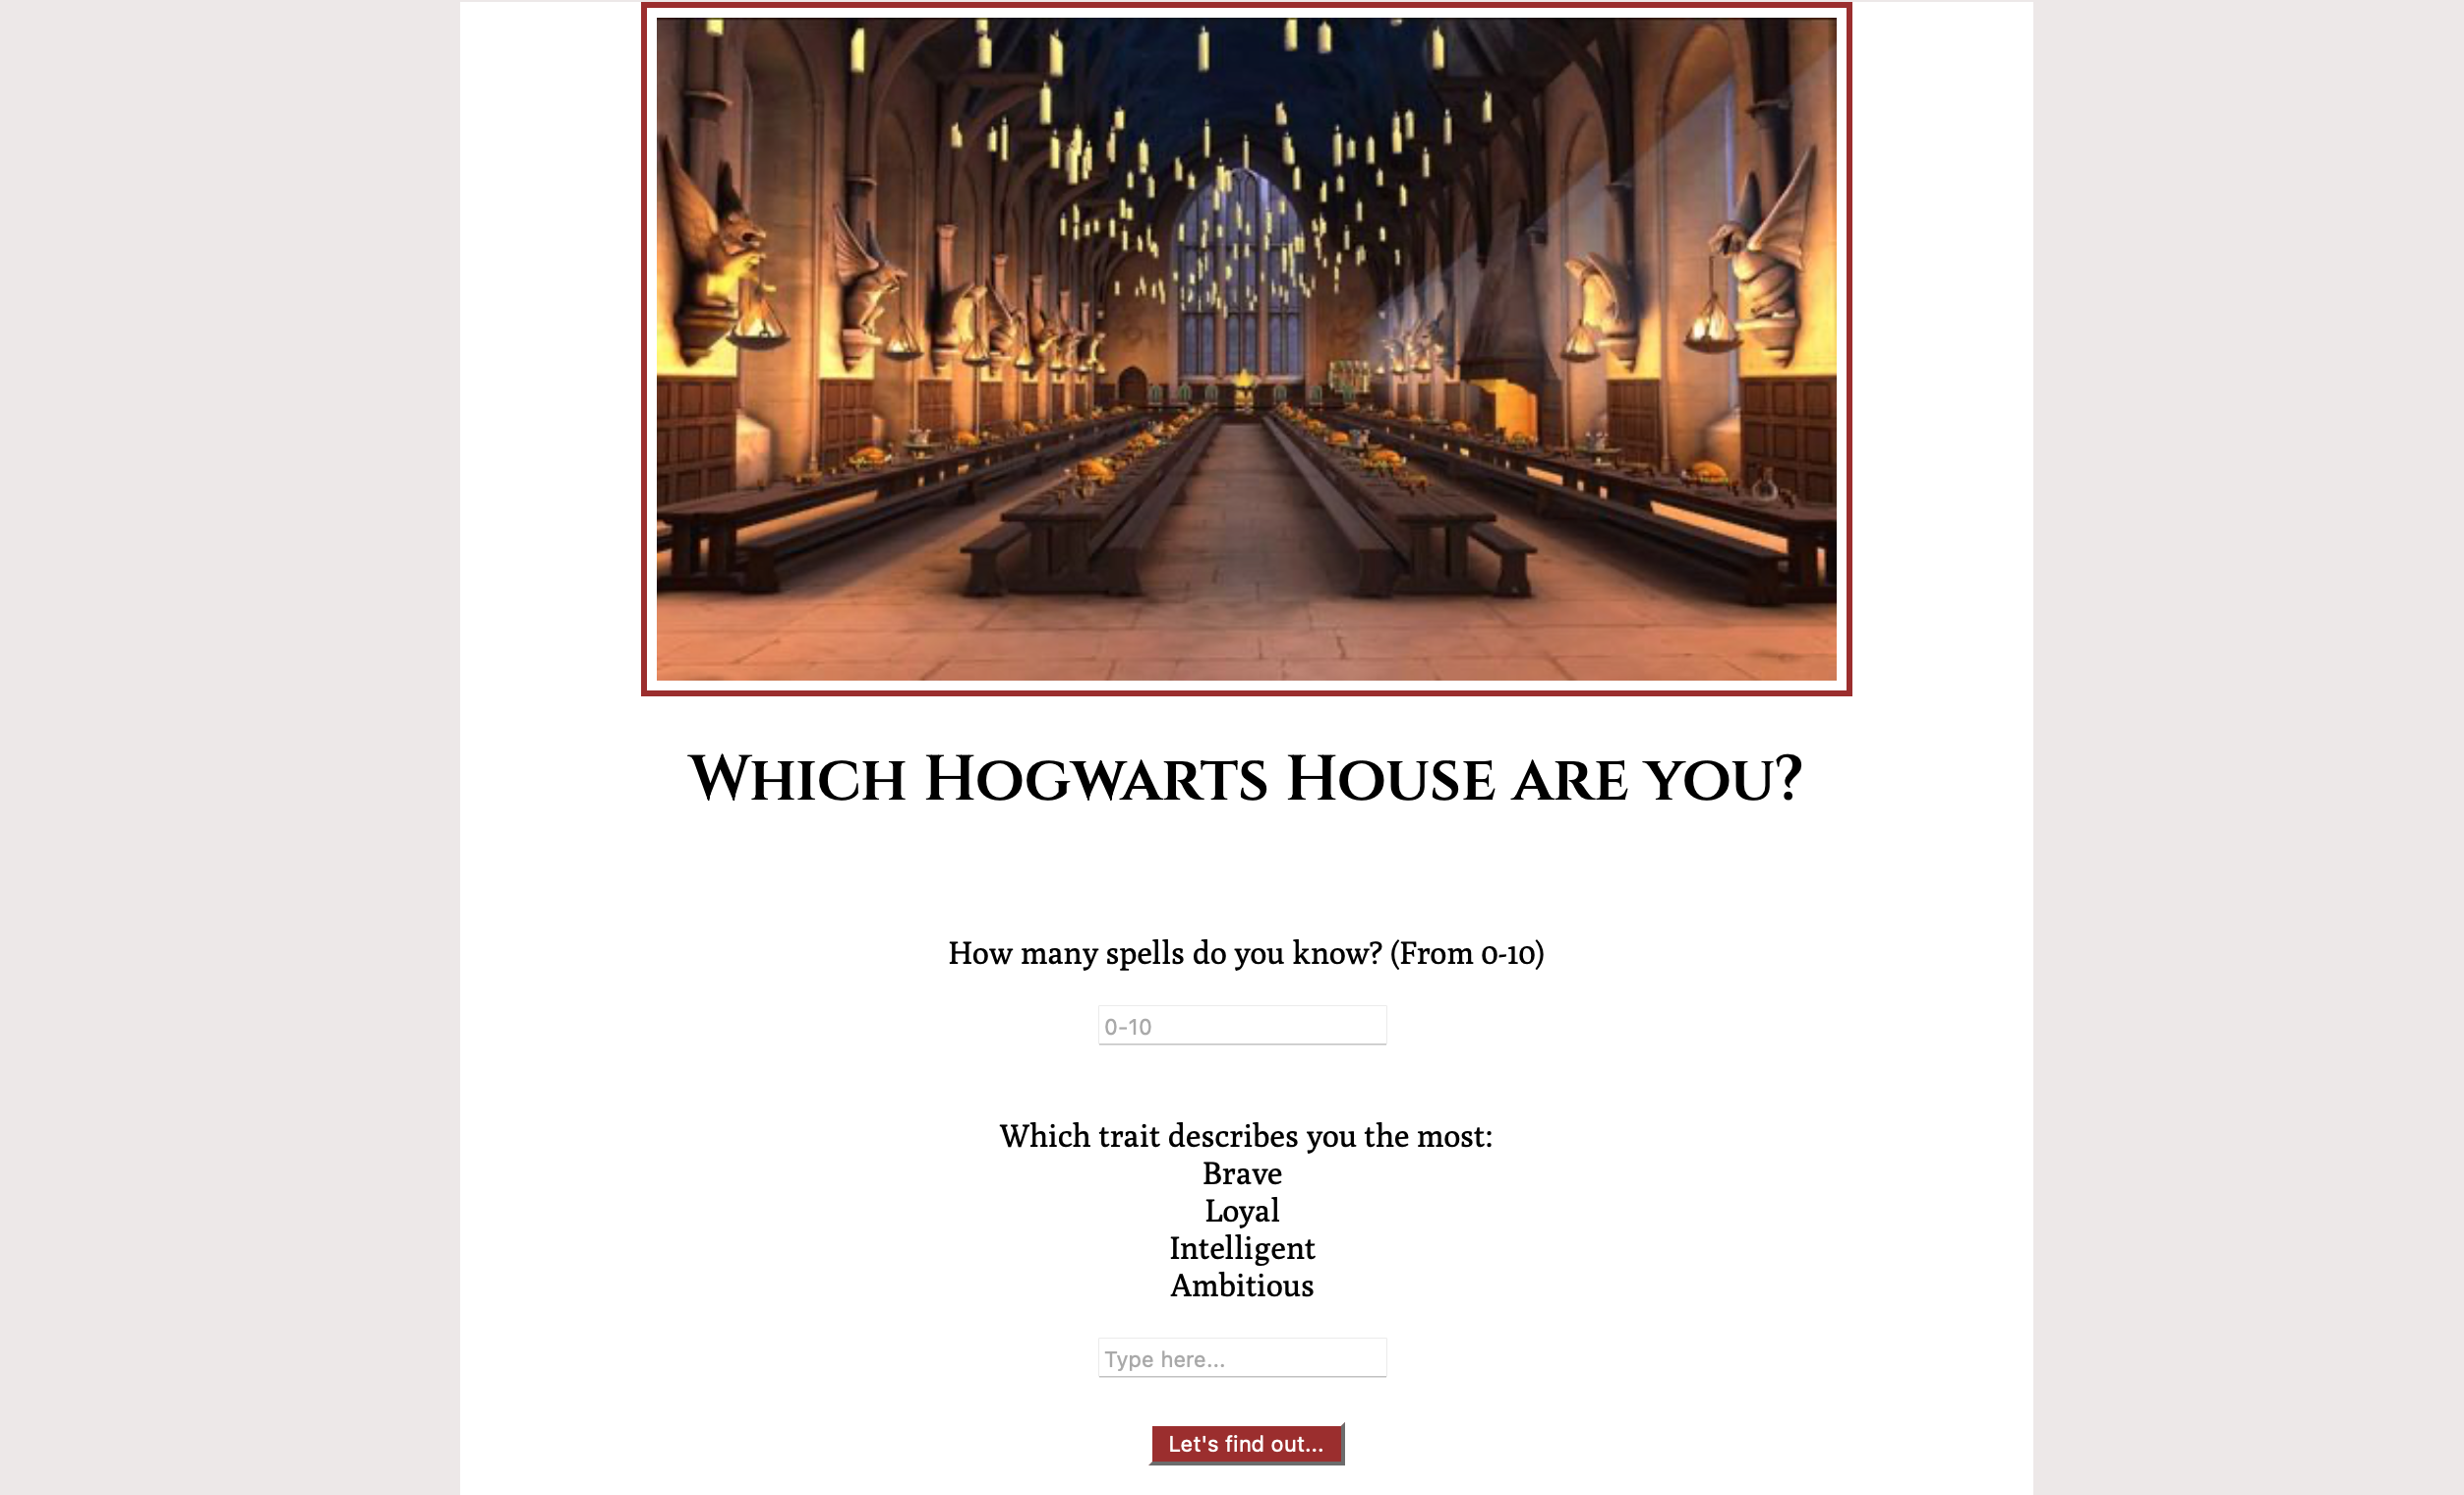 Which Hogwarts House are you?
How many spells do you know? (From 0-10)
0-10
Which trait describes you the most:
Brave
Loyal
Intelligent
Ambitious
Type here...
Let's find out...